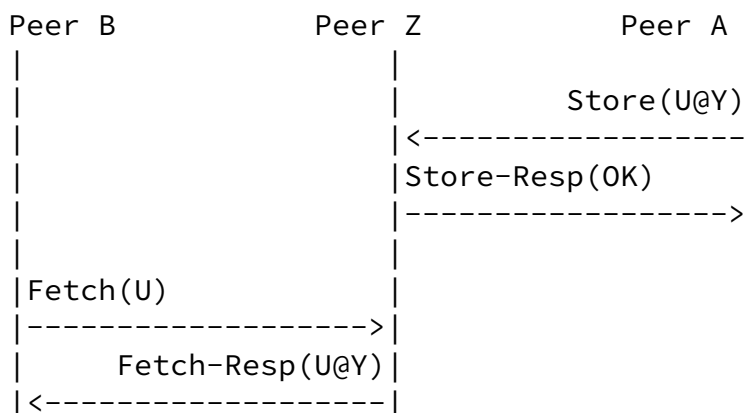 Peer B Peer Z Peer A
Store(U@Y)
Store-Resp(OK)
Fetch(U)
Fetch-Resp(U@Y)